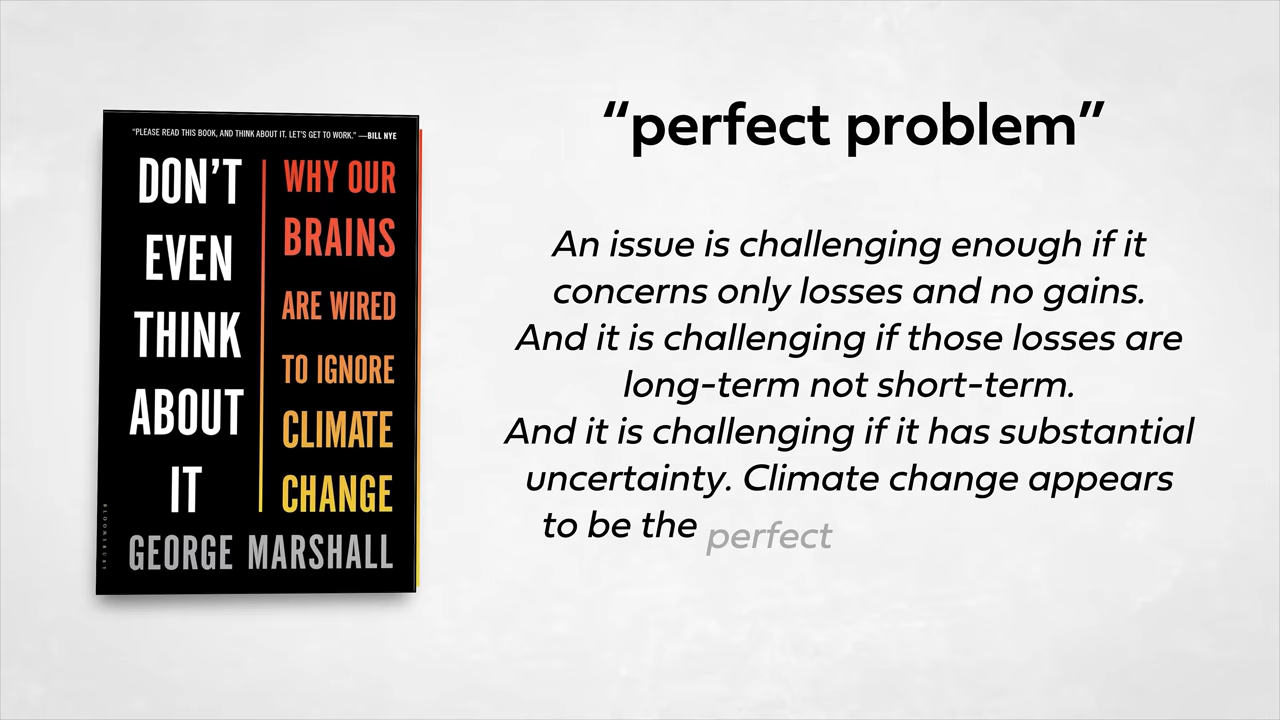 “PLEASE READ THIS BOOK, AND THINK ABOUT IT. LET’S GET TO WORK.” —BILL NYE
DON’T
EVEN
THINK
ABOUT
IT
WHY OUR
BRAINS
ARE WIRED
TO IGNORE
CLIMATE
CHANGE
GEORGE MARSHALL
BLOOMSBURY
“perfect problem”
An issue is challenging enough if it
concerns only losses and no gains.
And it is challenging if those losses are
long-term not short-term.
And it is challenging if it has substantial
uncertainty. Climate change appears
to be the perfect